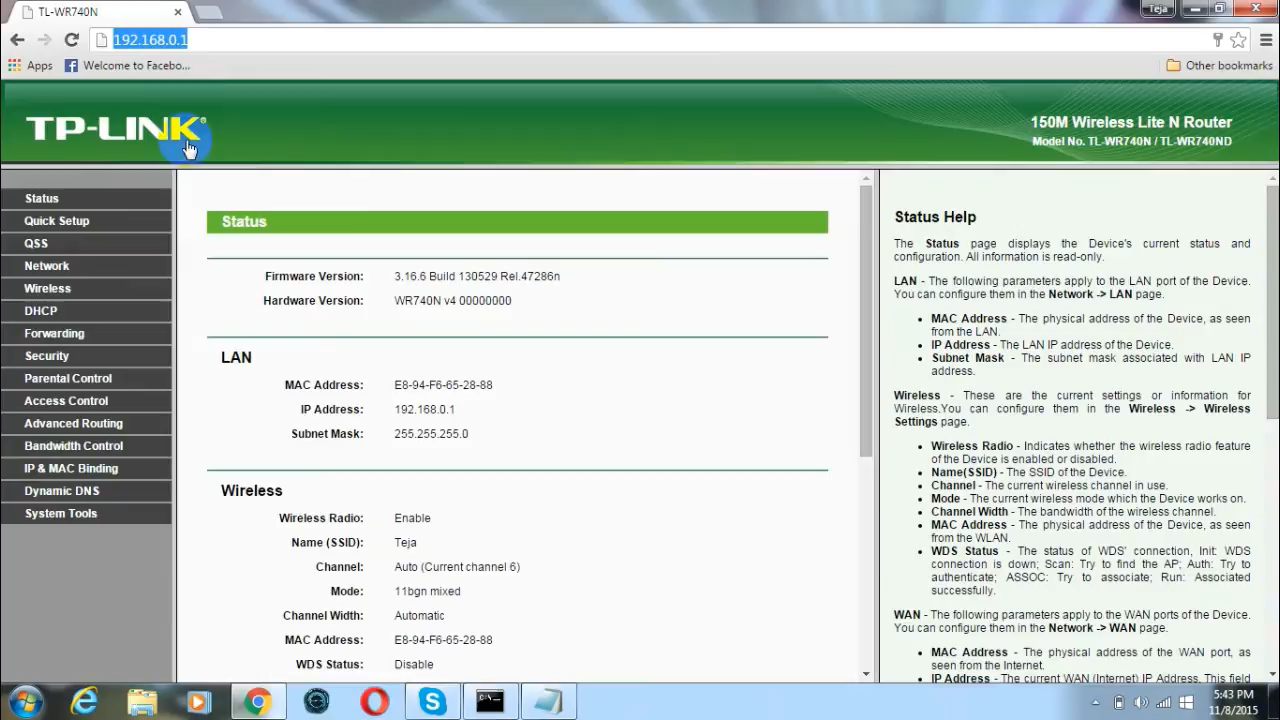 TL-WR740N
Teja
192.168.0.1
Apps
Welcome to Facebo...
Other bookmarks
TP-LINK®
150M Wireless Lite N Router
Model No. TL-WR740N / TL-WR740ND
Status
Quick Setup
QSS
Network
Wireless
DHCP
Forwarding
Security
Parental Control
Access Control
Advanced Routing
Bandwidth Control
IP & MAC Binding
Dynamic DNS
System Tools
Status
Firmware Version: 3.16.6 Build 130529 Rel.47286n
Hardware Version: WR740N v4 00000000
LAN
MAC Address: E8-94-F6-65-28-88
IP Address: 192.168.0.1
Subnet Mask: 255.255.255.0
Wireless
Wireless Radio: Enable
Name (SSID): Teja
Channel: Auto (Current channel 6)
Mode: 11bgn mixed
Channel Width: Automatic
MAC Address: E8-94-F6-65-28-88
WDS Status: Disable
Status Help
The Status page displays the Device's current status and
configuration. All information is read-only.
LAN - The following parameters apply to the LAN port of the Device.
You can configure them in the Network -> LAN page.
MAC Address - The physical address of the Device, as seen
from the LAN.
IP Address - The LAN IP address of the Device.
Subnet Mask - The subnet mask associated with LAN IP
address.
Wireless - These are the current settings or information for
Wireless.You can configure them in the Wireless -> Wireless
Settings page.
Wireless Radio - Indicates whether the wireless radio feature
of the Device is enabled or disabled.
Name(SSID) - The SSID of the Device.
Channel - The current wireless channel in use.
Mode - The current wireless mode which the Device works on.
Channel Width - The bandwidth of the wireless channel.
MAC Address - The physical address of the Device, as seen
from the WLAN.
WDS Status - The status of WDS' connection, Init: WDS
connection is down; Scan: Try to find the AP; Auth: Try to
authenticate; ASSOC: Try to associate; Run: Associated
successfully.
WAN - The following parameters apply to the WAN ports of the Device.
You can configure them in the Network -> WAN page.
MAC Address - The physical address of the WAN port, as
seen from the Internet.
IP Address - The current WAN (Internet) IP Address. This field
5:43 PM
11/8/2015